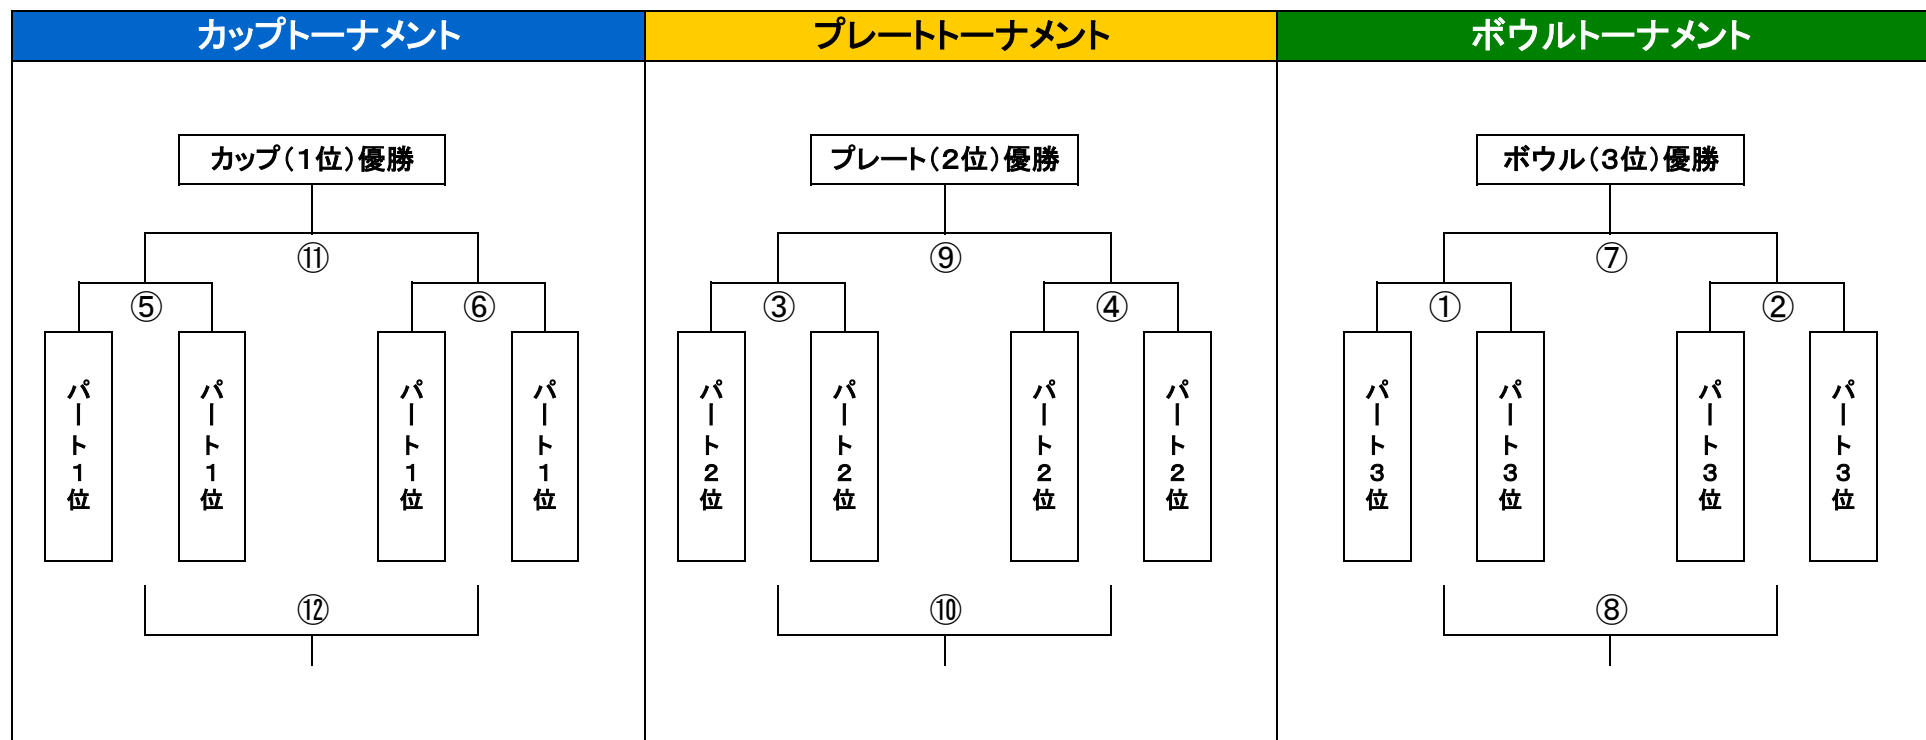 カップトーナメント
プレートトーナメント
ボウルトーナメント
カップ（１位）優勝
プレート（２位）優勝
ボウル（３位）優勝
⑪
⑨
⑦
⑤
⑥
③
④
①
②
パート１位
パート１位
パート１位
パート１位
パート２位
パート２位
パート２位
パート２位
パート３位
パート３位
パート３位
パート３位
⑫
⑩
⑧